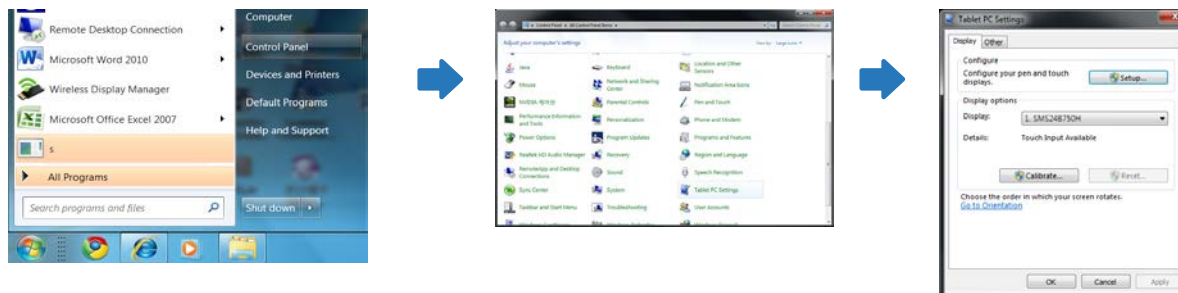 Remote Desktop Connection
Microsoft Word 2010
Wireless Display Manager
Microsoft Office Excel 2007
s
All Programs
Search programs and files
Computer
Control Panel
Devices and Printers
Default Programs
Help and Support
Shut down
Adjust your computer's settings
Java
Keyboard
Location and Other
Sensors
Mouse
Network and Sharing
Center
Notification Area Icons
Parental Controls
Pen and Touch
Performance Information
and Tools
Personalization
Phone and Modem
Power Options
Program Updates
Programs and Features
Realtek HD Audio Manager
Recovery
Region and Language
RemoteApp and Desktop
Connections
Sound
Speech Recognition
Sync Center
System
Tablet PC Settings
Taskbar and Start Menu
Troubleshooting
User Accounts
Tablet PC Settings
Display
Other
Configure
Configure your pen and touch
displays.
Setup...
Display options
Display:
1. SMS24B750H
Details:
Touch Input Available
Calibrate...
Reset...
Choose the order in which your screen rotates.
Go to Orientation
OK
Cancel
Apply